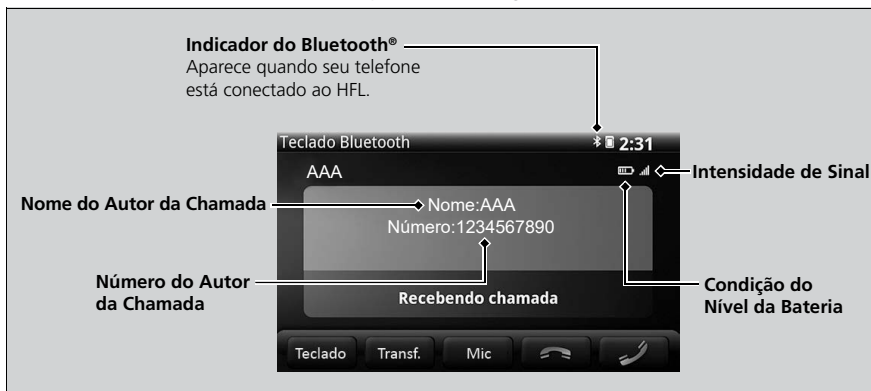 Indicador do Bluetooth®
Aparece quando seu telefone
está conectado ao HFL.
Teclado Bluetooth
2:31
AAA
Intensidade de Sinal
Nome do Autor da Chamada
Nome:AAA
Número:1234567890
Número do Autor
da Chamada
Condição do
Nível da Bateria
Recebendo chamada
Teclado
Transf.
Mic